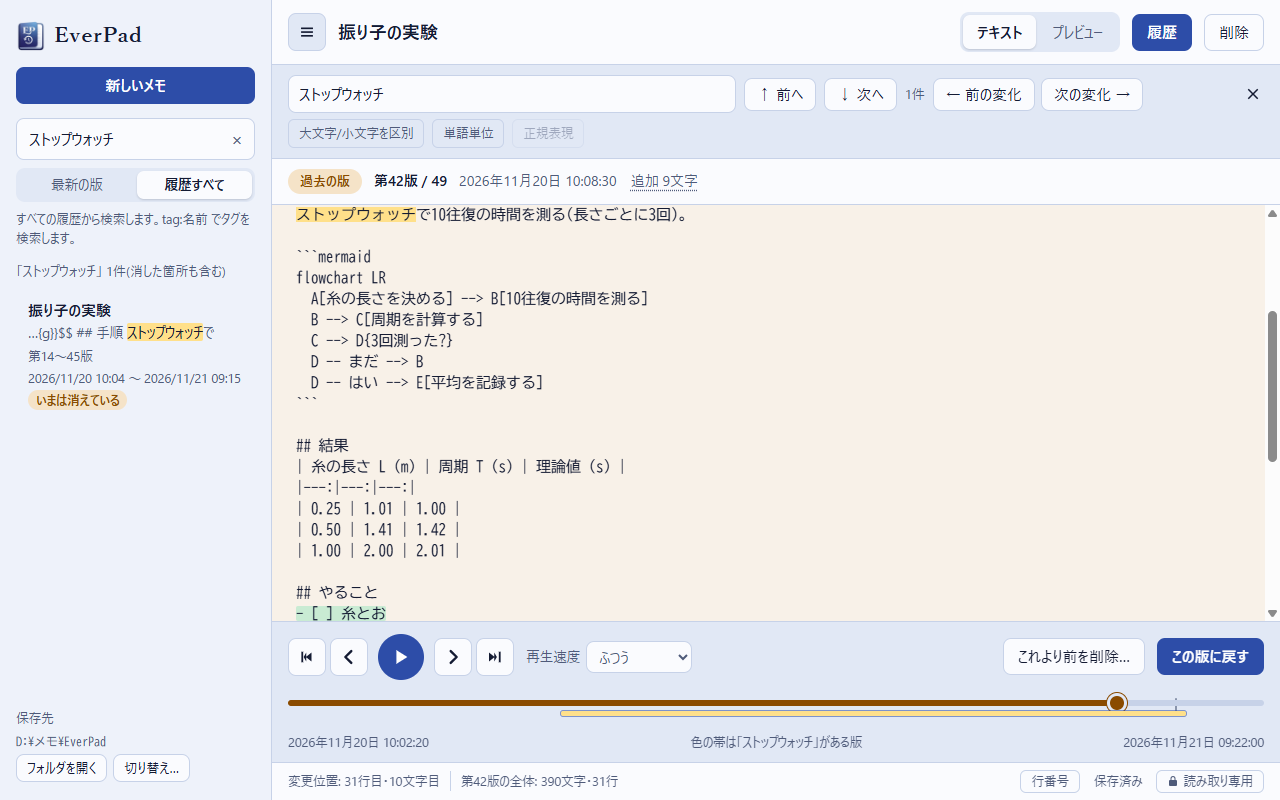 EverPad
新しいメモ
ストップウォッチ ×
最新の版 履歴すべて
すべての履歴から検索します。tag:名前 でタグを
検索します。
「ストップウォッチ」 1件(消した箇所も含む)
振り子の実験
…{g}}$$ ## 手順 ストップウォッチで
第14〜45版
2026/11/20 10:04 〜 2026/11/21 09:15
いまは消えている
保存先
D:¥メモ¥EverPad
フォルダを開く 切り替え…
振り子の実験
テキスト プレビュー 履歴 削除
ストップウォッチ ↑ 前へ ↓ 次へ 1件 ← 前の変化 次の変化 → ×
大文字/小文字を区別 単語単位 正規表現
過去の版 第42版 / 49 2026年11月20日 10:08:30 追加 9文字
ストップウォッチで10往復の時間を測る(長さごとに3回)。
```mermaid
flowchart LR
A[糸の長さを決める] --> B[10往復の時間を測る]
B --> C[周期を計算する]
C --> D{3回測った?}
D -- まだ --> B
D -- はい --> E[平均を記録する]
```
## 結果
| 糸の長さ L (m) | 周期 T (s) | 理論値 (s) |
|---:|---:|---:|
| 0.25 | 1.01 | 1.00 |
| 0.50 | 1.41 | 1.42 |
| 1.00 | 2.00 | 2.01 |
## やること
- [ ] 糸とお
再生速度 ふつう これより前を削除… この版に戻す
2026年11月20日 10:02:20 色の帯は「ストップウォッチ」がある版 2026年11月21日 09:22:00
変更位置: 31行目・10文字目 第42版の全体: 390文字・31行 行番号 保存済み 読み取り専用